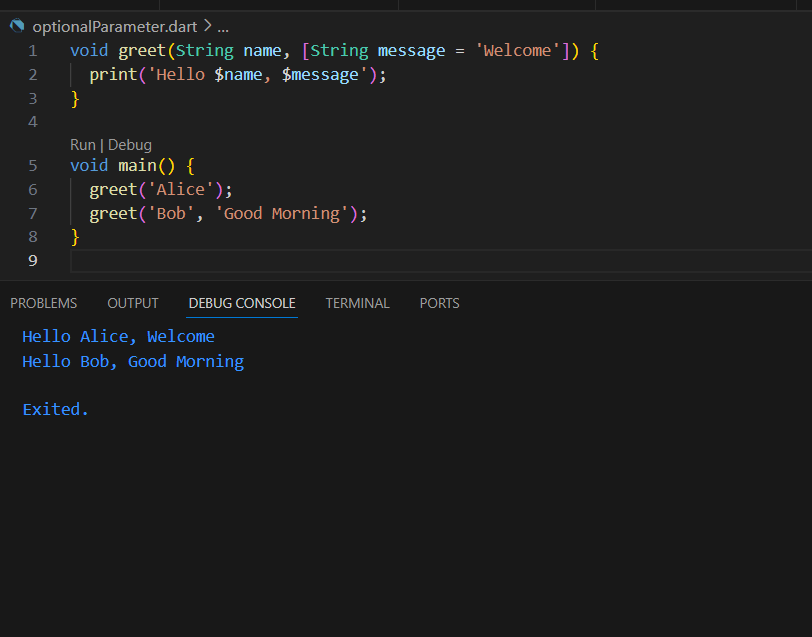 optionalParameter.dart > ...
1 void greet(String name, [String message = 'Welcome']) {
2 print('Hello $name, $message');
3 }
4
Run | Debug
5 void main() {
6 greet('Alice');
7 greet('Bob', 'Good Morning');
8 }
9
PROBLEMS OUTPUT DEBUG CONSOLE TERMINAL PORTS
Hello Alice, Welcome
Hello Bob, Good Morning
Exited.